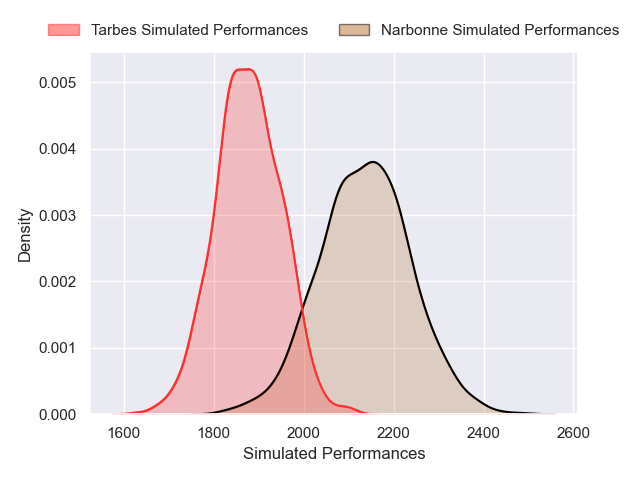 Tarbes Simulated Performances
Narbonne Simulated Performances
0.005
0.004
0.003
0.002
0.001
0.000
Density
1600 1800 2000 2200 2400 2600
Simulated Performances